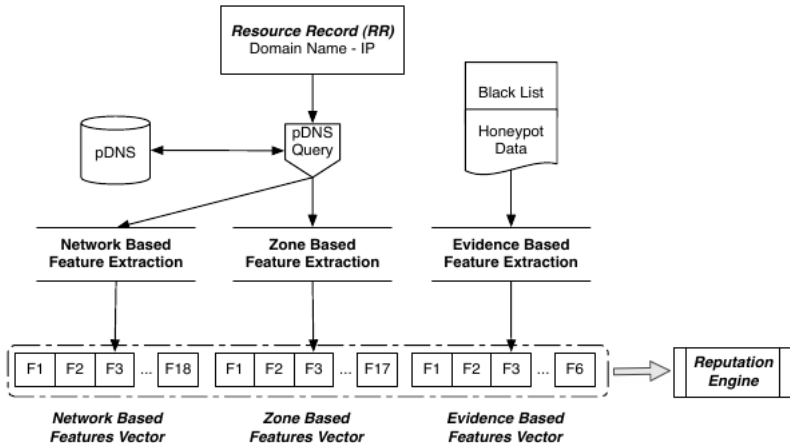 Resource Record (RR)
Domain Name - IP
Black List
Honeypot
Data
pDNS
pDNS
Query
Network Based
Feature Extraction
Zone Based
Feature Extraction
Evidence Based
Feature Extraction
F1 F2 F3 ... F18
F1 F2 F3 ... F17
F1 F2 F3 ... F6
Reputation
Engine
Network Based
Features Vector
Zone Based
Features Vector
Evidence Based
Features Vector